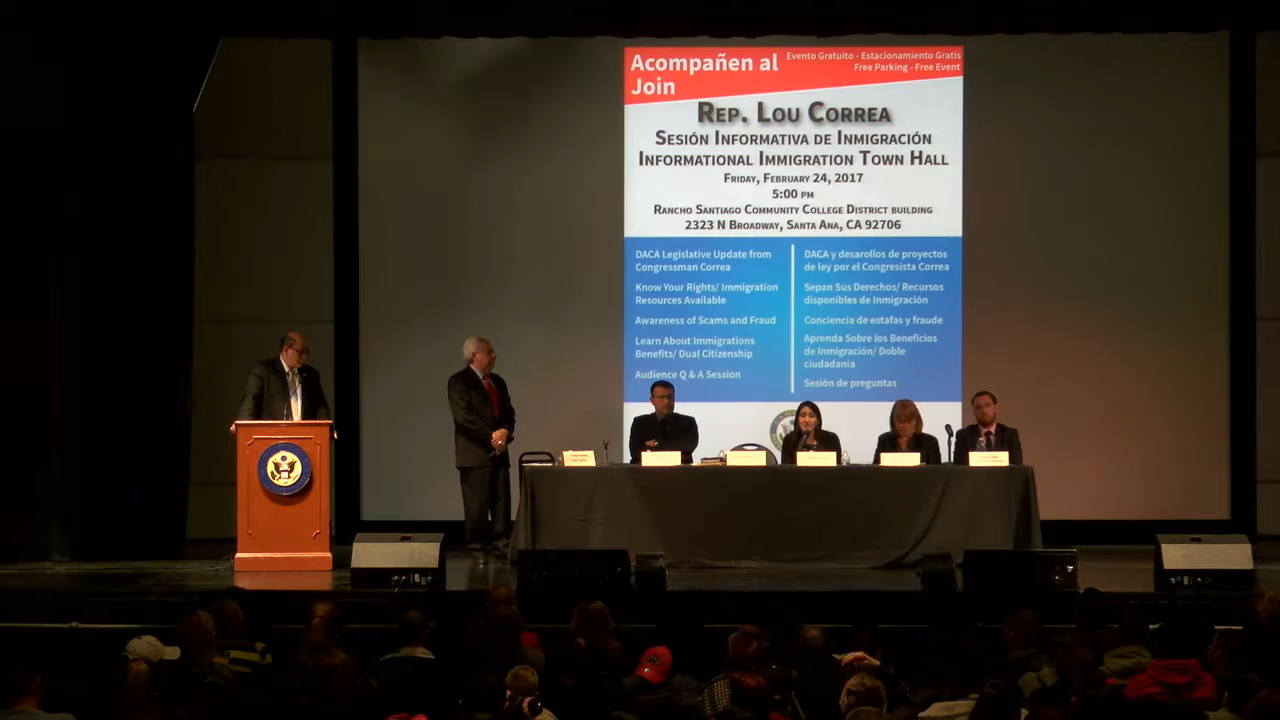 Acompañen al
Join
Evento Gratuito - Estacionamiento Gratis
Free Parking - Free Event
Rep. Lou Correa
Sesión Informativa de Inmigración
Informational Immigration Town Hall
Friday, February 24, 2017
5:00 pm
Rancho Santiago Community College District building
2323 N Broadway, Santa Ana, CA 92706
DACA Legislative Update from
Congressman Correa
Know Your Rights/ Immigration
Resources Available
Awareness of Scams and Fraud
Learn About Immigrations
Benefits/ Dual Citizenship
Audience Q & A Session
DACA y desarollos de proyectos
de ley por el Congresista Correa
Sepan Sus Derechos/ Recursos
disponibles de Inmigración
Conciencia de estafas y fraude
Aprenda Sobre los Beneficios
de Inmigración/ Doble
ciudadania
Sesión de preguntas